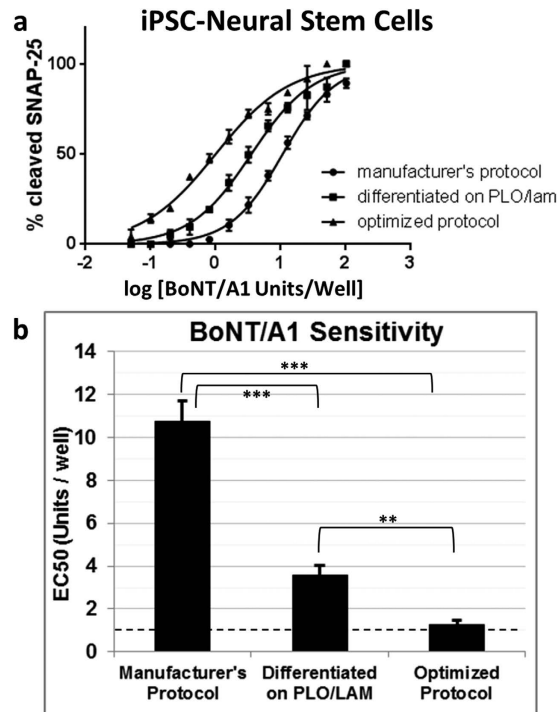 a
iPSC-Neural Stem Cells
% cleaved SNAP-25
100
50
0
-2
-1
0
1
2
3
log [BoNT/A1 Units/Well]
manufacturer's protocol
differentiated on PLO/lam
optimized protocol
b
BoNT/A1 Sensitivity
EC50 (Units / well)
14
12
10
8
6
4
2
0
***
***
**
Manufacturer's
Protocol
Differentiated
on PLO/LAM
Optimized
Protocol